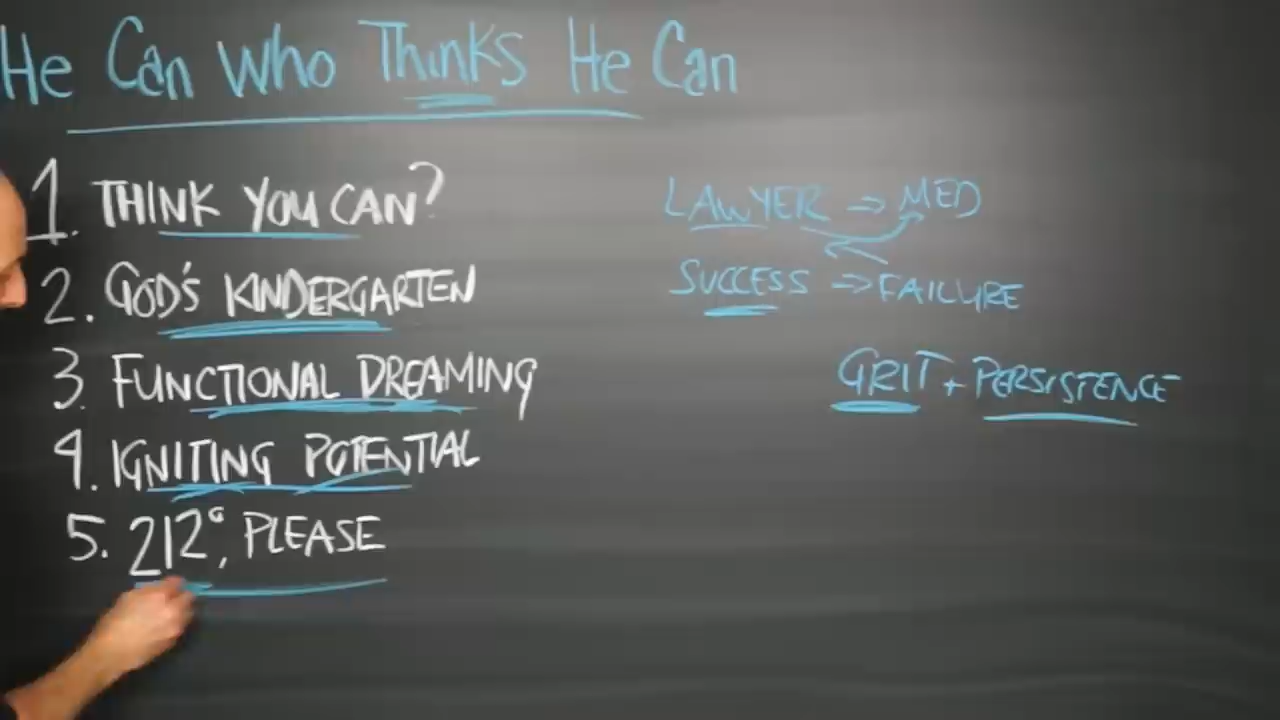 He Can Who Thinks He Can
1. THINK YOU CAN?
2. GOD'S KINDERGARTEN
3. FUNCTIONAL DREAMING
4. IGNITING POTENTIAL
5. 212°, PLEASE
LAWYER ⇒ MED
SUCCESS ⇒ FAILURE
GRIT + PERSISTENCE